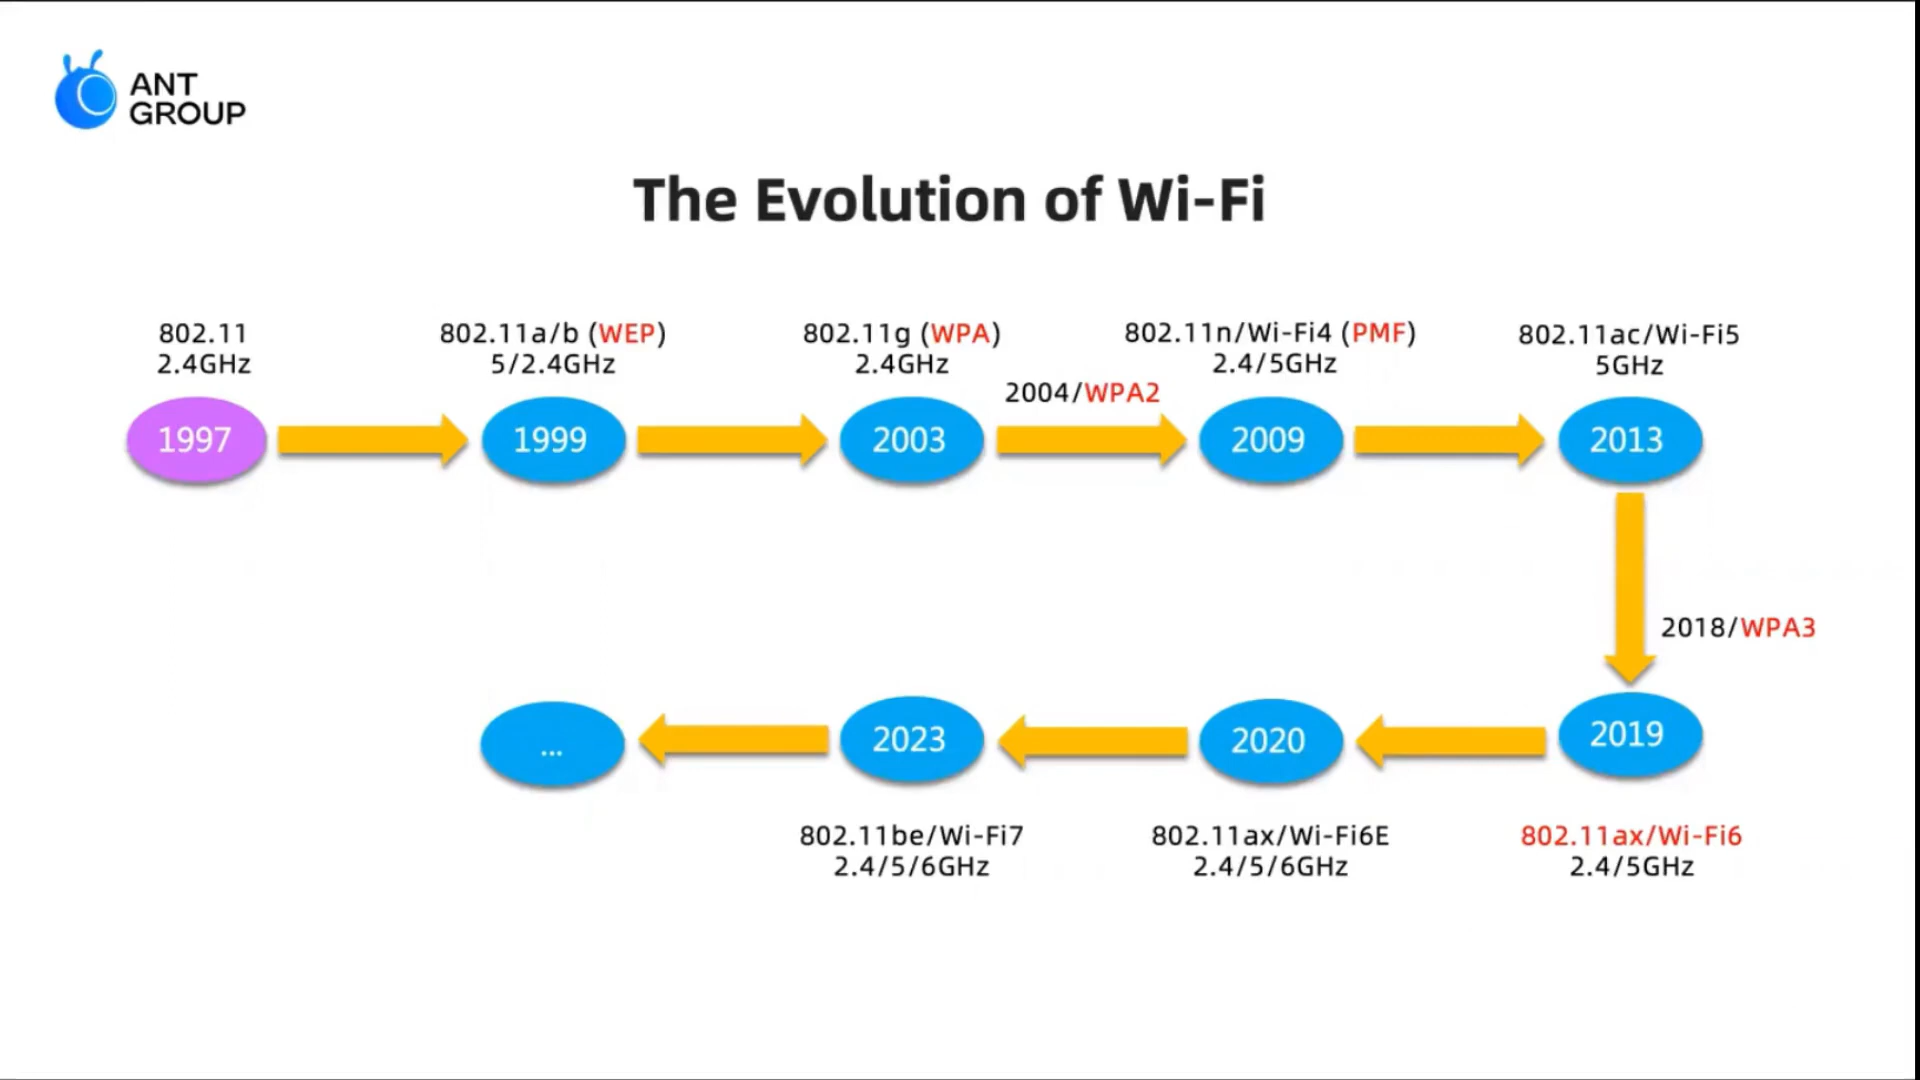 ANT
GROUP
The Evolution of Wi-Fi
802.11
2.4GHz
802.11a/b (WEP)
5/2.4GHz
802.11g (WPA)
2.4GHz
802.11n/Wi-Fi4 (PMF)
2.4/5GHz
802.11ac/Wi-Fi5
5GHz
2004/WPA2
1997
1999
2003
2009
2013
2018/WPA3
...
2023
2020
2019
802.11be/Wi-Fi7
2.4/5/6GHz
802.11ax/Wi-Fi6E
2.4/5/6GHz
802.11ax/Wi-Fi6
2.4/5GHz